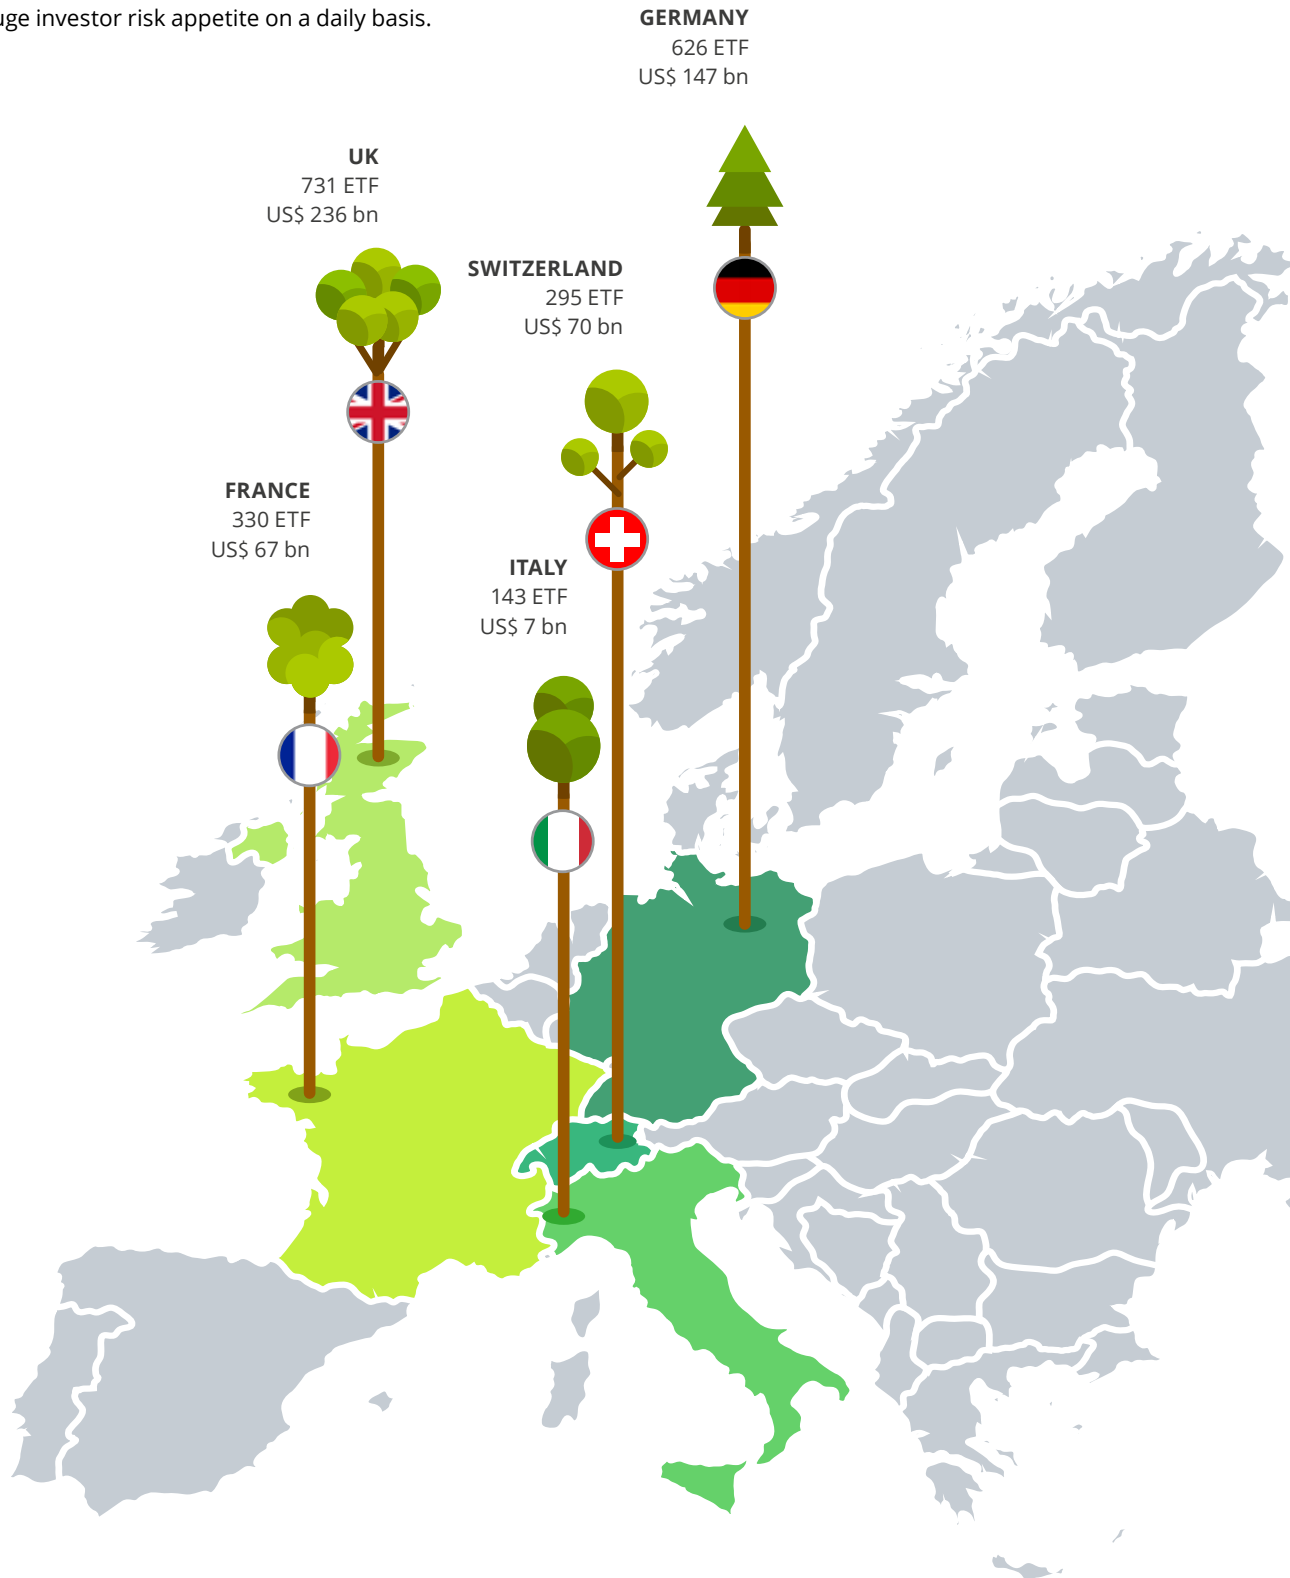 investor risk appetite on a daily basis.
GERMANY
626 ETF
US$ 147 bn
UK
731 ETF
US$ 236 bn
SWITZERLAND
295 ETF
US$ 70 bn
FRANCE
330 ETF
US$ 67 bn
ITALY
143 ETF
US$ 7 bn